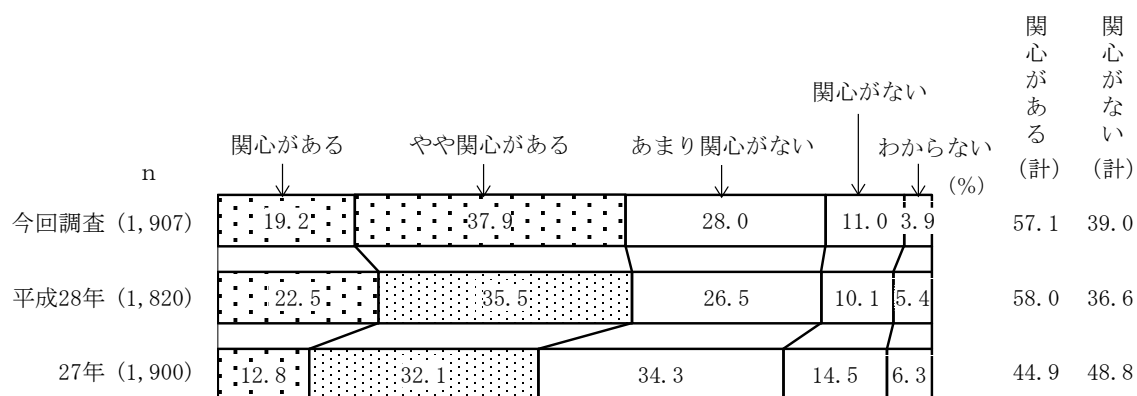 関心がある（計）
関心がない（計）
関心がない
関心がある
やや関心がある
あまり関心がない
わからない
n
(%)
今回調査 (1,907) 19.2 37.9 28.0 11.0 3.9 57.1 39.0
平成28年 (1,820) 22.5 35.5 26.5 10.1 5.4 58.0 36.6
27年 (1,900) 12.8 32.1 34.3 14.5 6.3 44.9 48.8